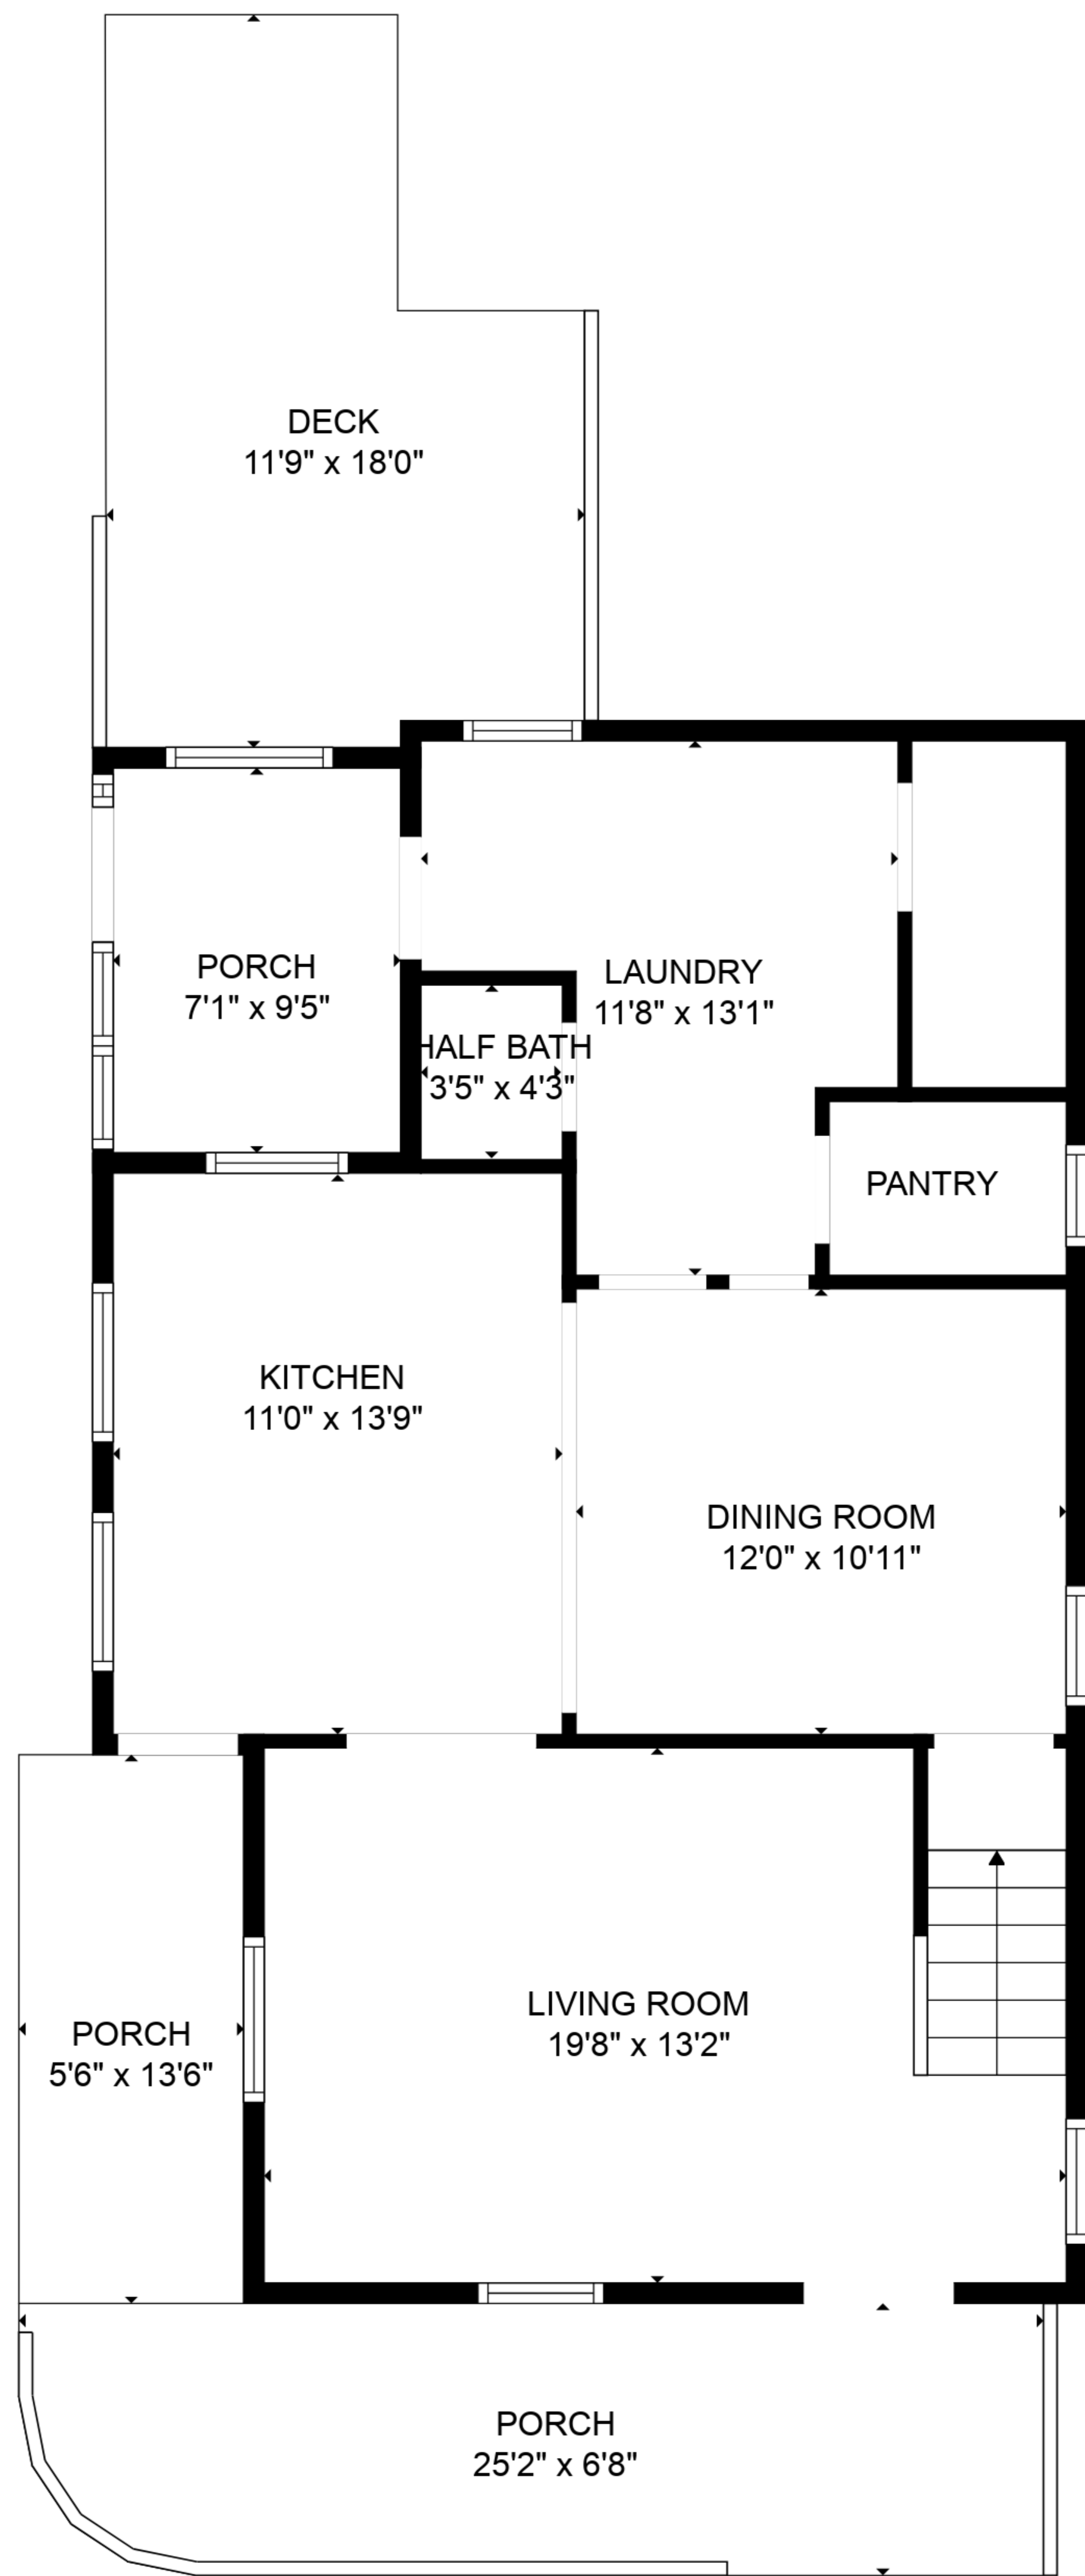 DECK
11'9" x 18'0"
PORCH
7'1" x 9'5"
LAUNDRY
11'8" x 13'1"
HALF BATH
3'5" x 4'3"
PANTRY
KITCHEN
11'0" x 13'9"
DINING ROOM
12'0" x 10'11"
LIVING ROOM
19'8" x 13'2"
PORCH
5'6" x 13'6"
PORCH
25'2" x 6'8"